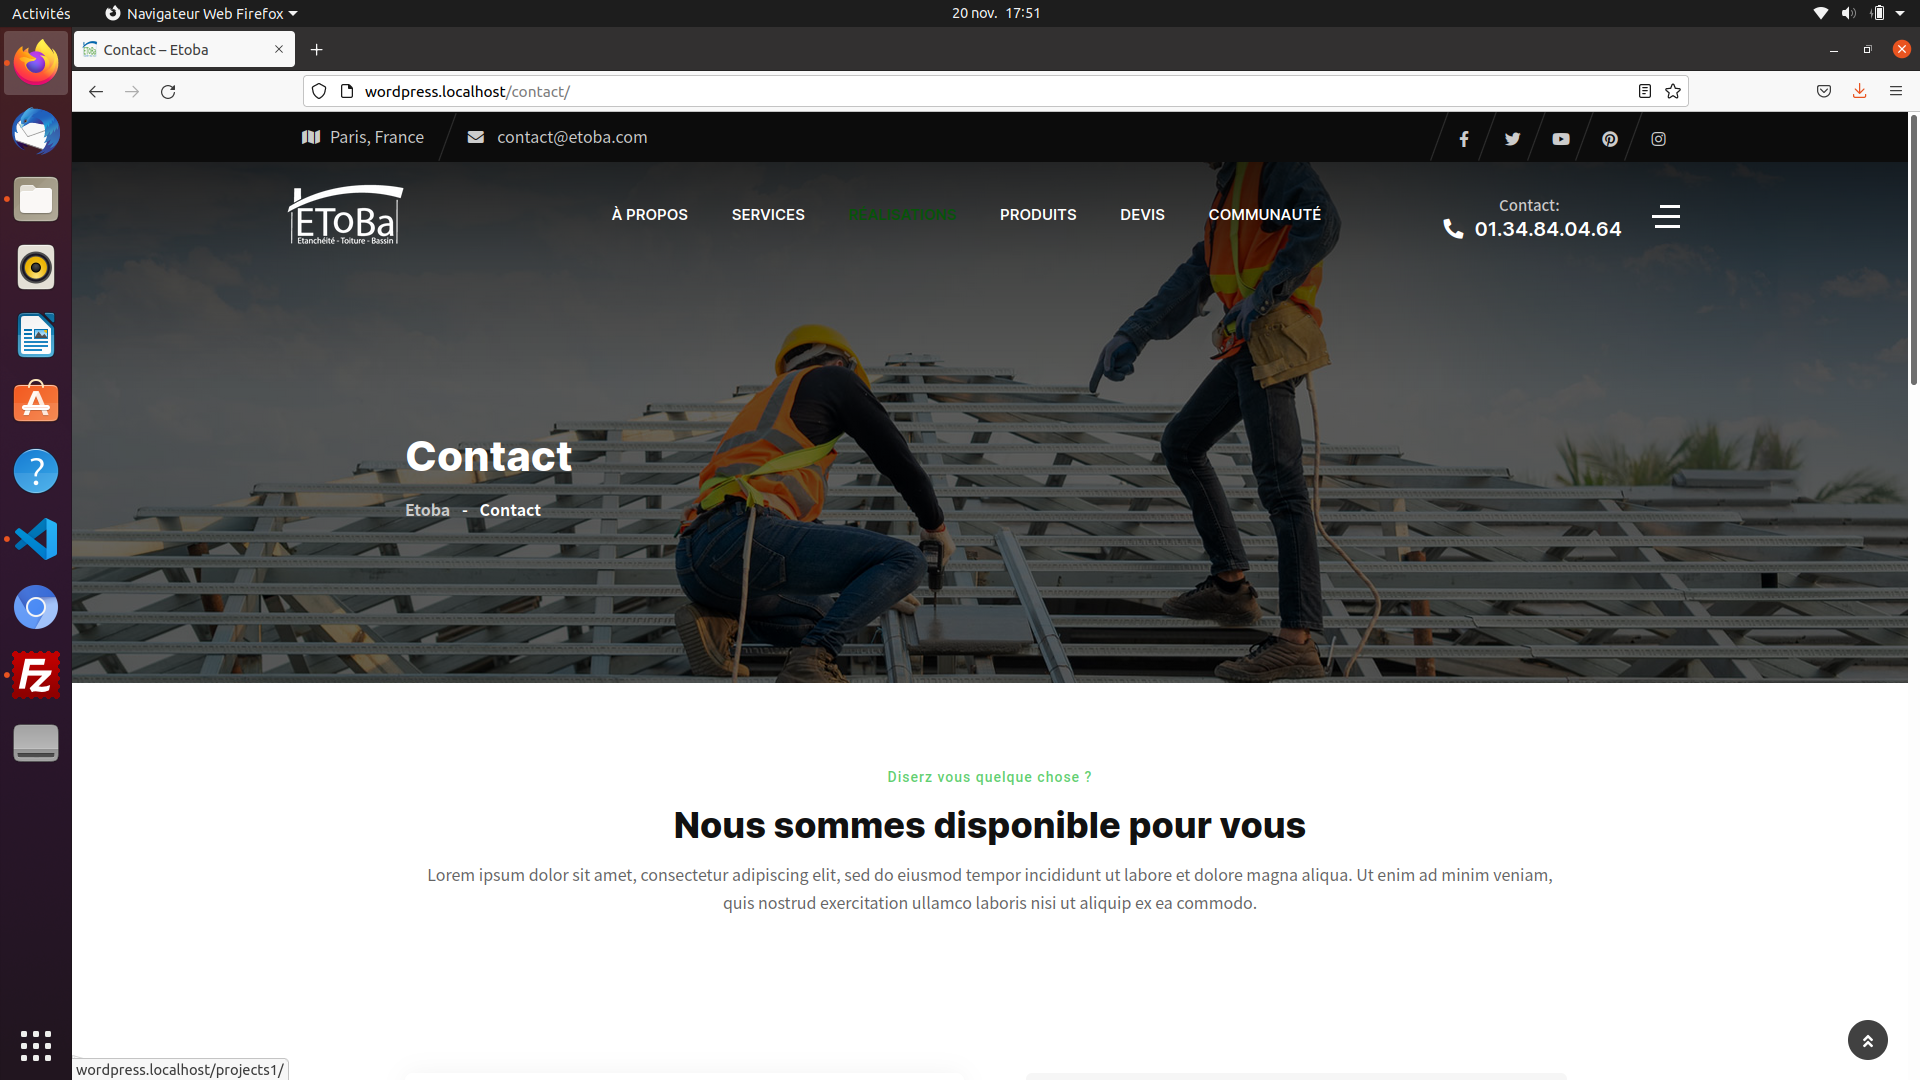 Activités
Navigateur Web Firefox
20 nov. 17:51
Contact – Etoba
wordpress.localhost/contact/
Paris, France
contact@etoba.com
EToBa
Etanchéité - Toiture - Bassin
À PROPOS
SERVICES
RÉALISATIONS
PRODUITS
DEVIS
COMMUNAUTÉ
Contact:
01.34.84.04.64
Contact
Etoba - Contact
Diserz vous quelque chose ?
Nous sommes disponible pour vous
Lorem ipsum dolor sit amet, consectetur adipiscing elit, sed do eiusmod tempor incididunt ut labore et dolore magna aliqua. Ut enim ad minim veniam,
quis nostrud exercitation ullamco laboris nisi ut aliquip ex ea commodo.
wordpress.localhost/projects1/